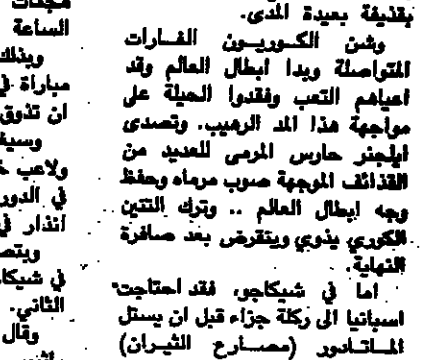 بقذيفة بعيدة المدى.
وشن الكوريون الغارات
المتواصلة وبدا ابطال العالم وقد
اعياهم التعب وفقدوا الحيلة على
مواجهة هذا المد الرهيب. وتصدى
ايلجنر حارس المرمى للعديد من
القذائف الموجهة صوب مرماه وحفظ
وجه ابطال العالم .. وترك التنين
الكوري يذوي وينقرض بعد صافرة
النهاية.
اما في شيكاجو، فقد احتاجت
اسبانيا الى ركلة جزاء قبل ان يستل
الماتادور (مصارع الثيران)
الساعة
وبذلك
مباراة في
ان تذوق
ولاعب
في الدور
انذار في
في شيكا
الثاني.
وقال